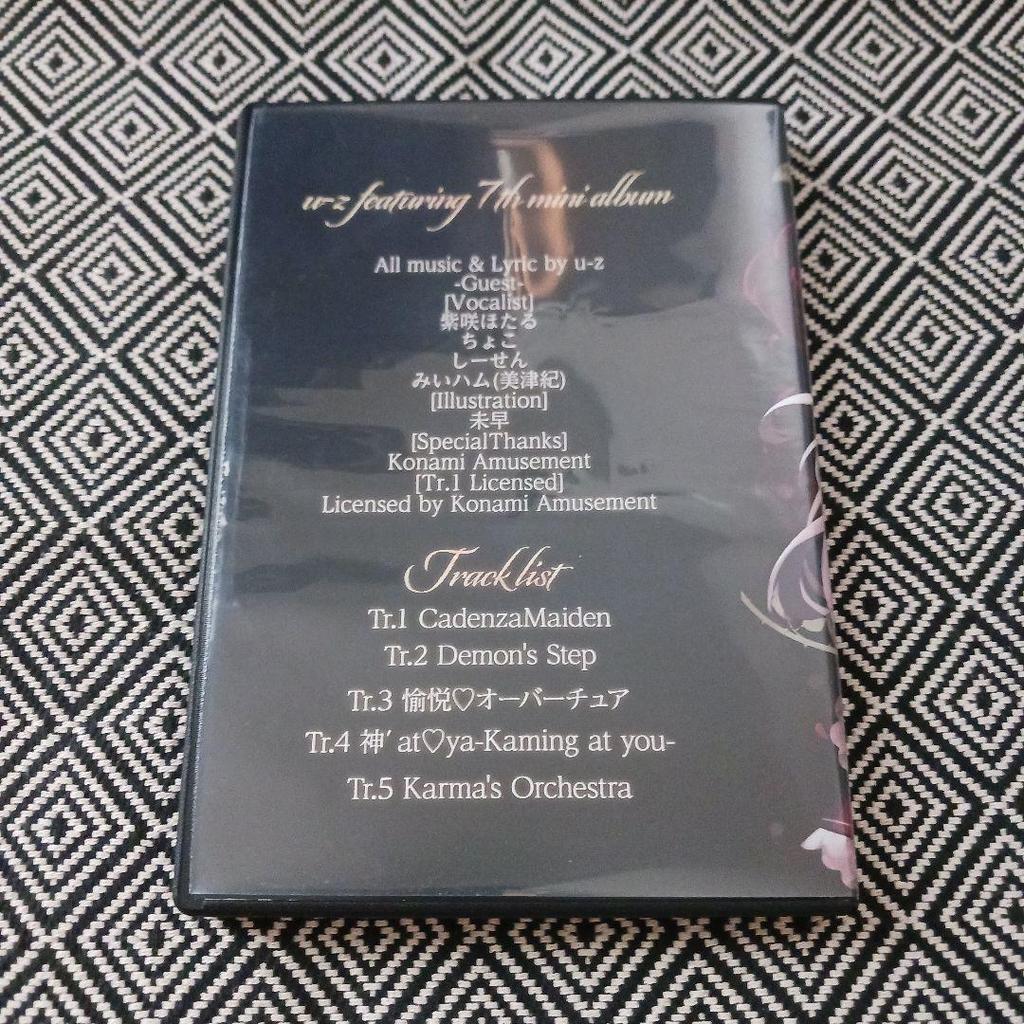 u-z featuring 7th mini album
All music & Lyric by u-z
-Guest-
[Vocalist]
紫咲ほたる
ちょこ
しーせん
みぃハム(美津紀)
[Illustration]
未早
[SpecialThanks]
Konami Amusement
[Tr.1 Licensed]
Licensed by Konami Amusement
Track list
Tr.1 CadenzaMaiden
Tr.2 Demon's Step
Tr.3 愉悦♡オーバーチュア
Tr.4 神' at♡ya-Kaming at you-
Tr.5 Karma's Orchestra